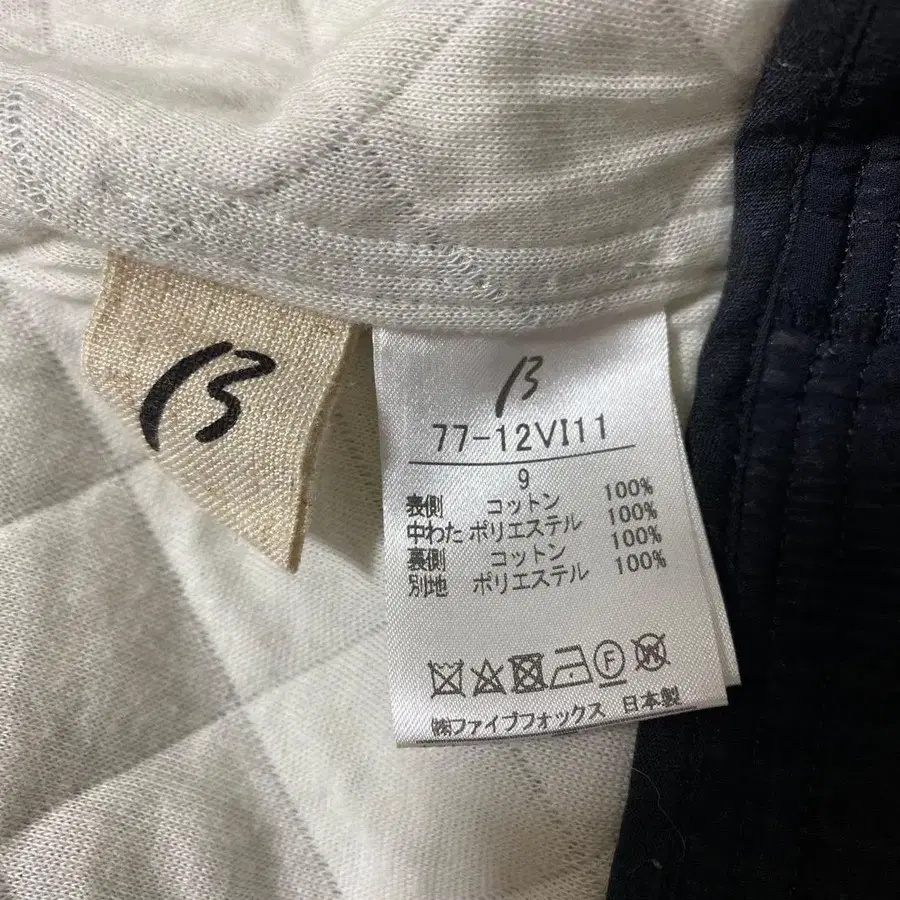 13
13
77-12VI11
9
表側 コットン 100%
中わた ポリエステル 100%
裏側 コットン 100%
別地 ポリエステル 100%
F
W
㈱ファイブフォックス 日本製